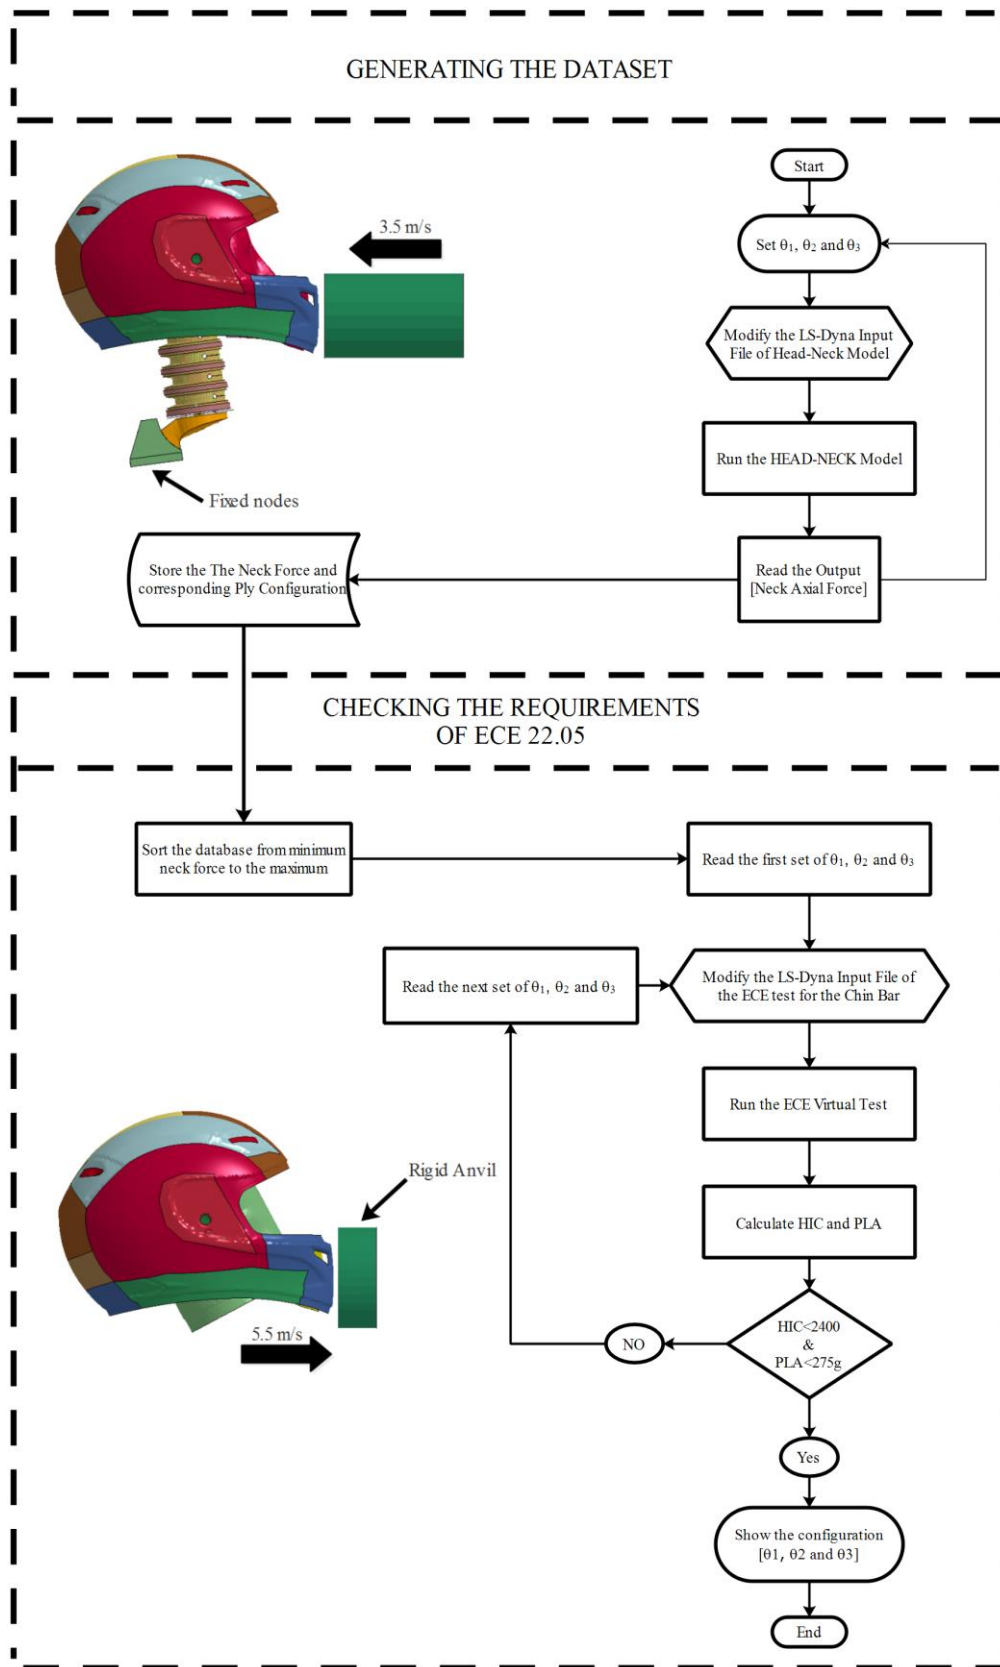 GENERATING THE DATASET
Start
3.5 m/s
Set θ₁, θ₂ and θ₃
Modify the LS-Dyna Input
File of Head-Neck Model
Run the HEAD-NECK Model
Fixed nodes
Read the Output
[Neck Axial Force]
Store the The Neck Force and
corresponding Ply Configuration
CHECKING THE REQUIREMENTS
OF ECE 22.05
Sort the database from minimum
neck force to the maximum
Read the first set of θ₁, θ₂ and θ₃
Read the next set of θ₁, θ₂ and θ₃
Modify the LS-Dyna Input File of
the ECE test for the Chin Bar
Run the ECE Virtual Test
Rigid Anvil
Calculate HIC and PLA
5.5 m/s
HIC<2400
&
PLA<275g
NO
Yes
Show the configuration
[θ1, θ2 and θ3]
End